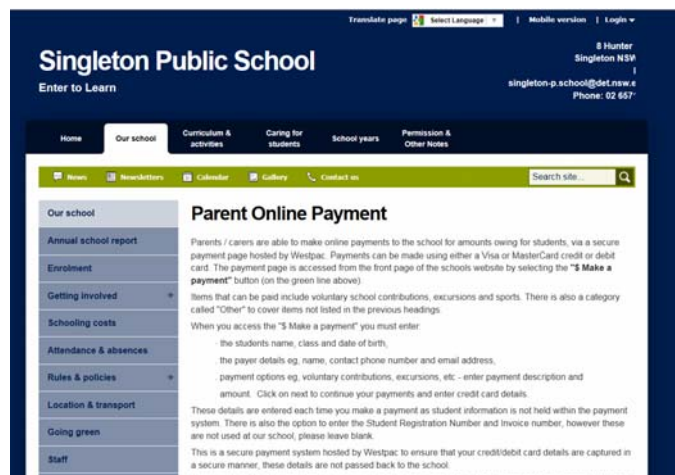 Translate page Select Language | Mobile version | Login
Singleton Public School
Enter to Learn
8 Hunter
Singleton NSW
singleton-p.school@det.nsw.e
Phone: 02 657
Home
Our school
Curriculum & activities
Caring for students
School years
Permission & Other Notes
News
Newsletters
Calendar
Gallery
Contact us
Search site...
Our school
Annual school report
Enrolment
Getting involved
Schooling costs
Attendance & absences
Rules & policies
Location & transport
Going green
Staff
Parent Online Payment
Parents / carers are able to make online payments to the school for amounts owing for students, via a secure
payment page hosted by Westpac. Payments can be made using either a Visa or MasterCard credit or debit
card. The payment page is accessed from the front page of the schools website by selecting the "$ Make a
payment" button (on the green line above)
Items that can be paid include voluntary school contributions, excursions and sports. There is also a category
called "Other" to cover items not listed in the previous headings.
When you access the "$ Make a payment" you must enter:
· the students name, class and date of birth,
. the payer details eg, name, contact phone number and email address,
. payment options eg, voluntary contributions, excursions, etc - enter payment description and
amount. Click on next to continue your payments and enter credit card details.
These details are entered each time you make a payment as student information is not held within the payment
system. There is also the option to enter the Student Registration Number and Invoice number, however these
are not used at our school, please leave blank.
This is a secure payment system hosted by Westpac to ensure that your credit/debit card details are captured in
a secure manner, these details are not passed back to the school.